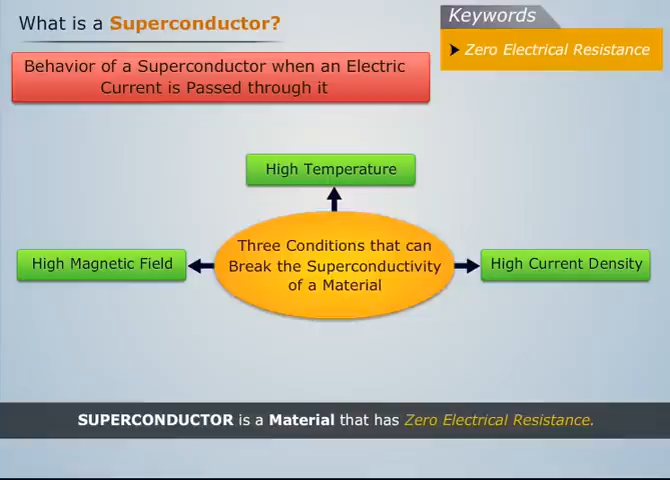 What is a Superconductor?
Keywords
Zero Electrical Resistance
Behavior of a Superconductor when an Electric
Current is Passed through it
High Temperature
Three Conditions that can
Break the Superconductivity
of a Material
High Magnetic Field
High Current Density
SUPERCONDUCTOR is a Material that has Zero Electrical Resistance.